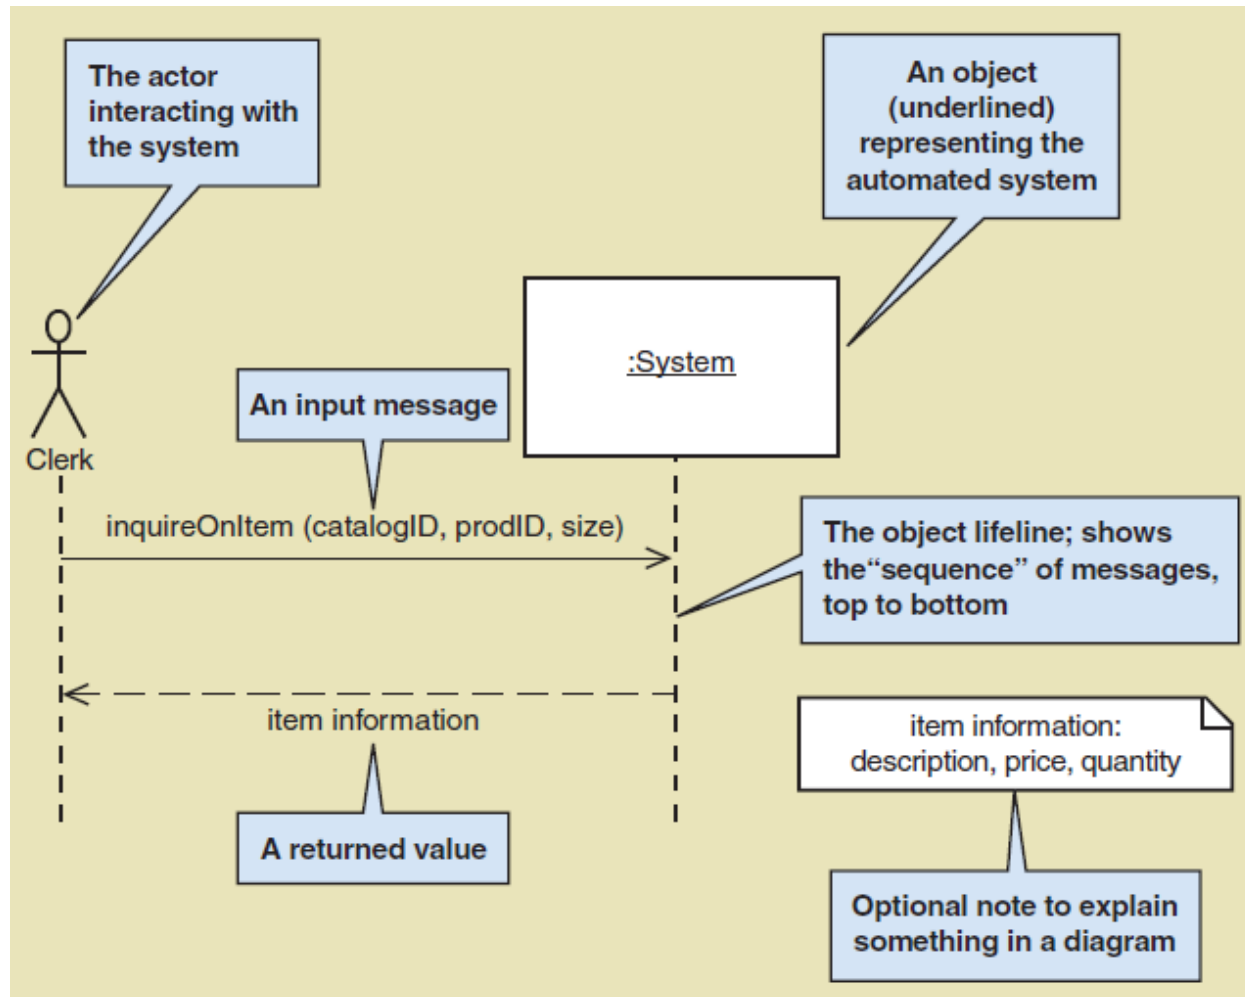 The actor
interacting with
the system
An object
(underlined)
representing the
automated system
:System
An input message
Clerk
inquireOnItem (catalogID, prodID, size)
The object lifeline; shows
the“sequence” of messages,
top to bottom
item information
item information:
description, price, quantity
A returned value
Optional note to explain
something in a diagram